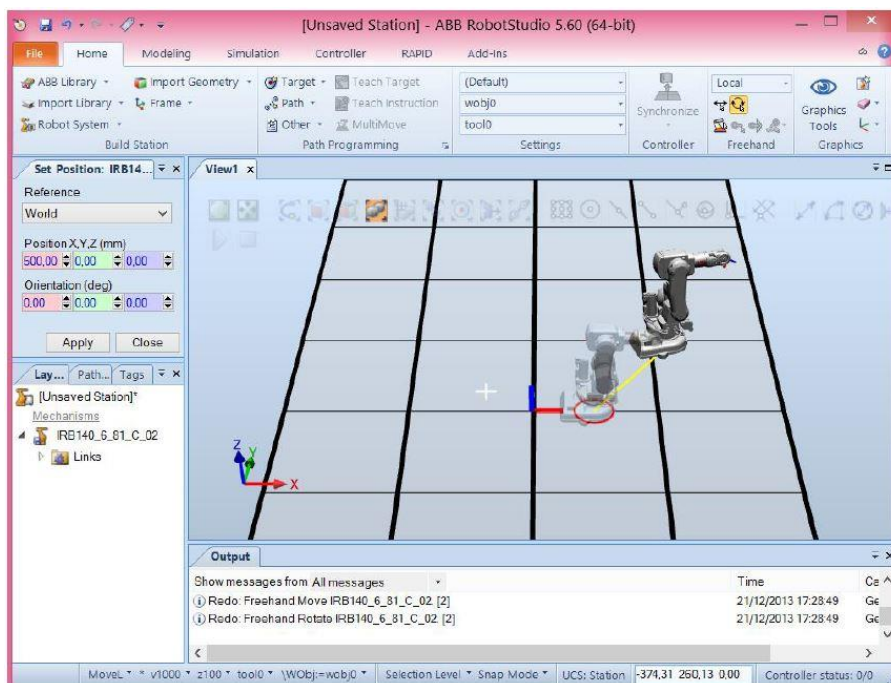 [Unsaved Station] - ABB RobotStudio 5.60 (64-bit)
File Home Modeling Simulation Controller RAPID Add-Ins
ABB Library Import Geometry Target Teach Target (Default) Local
Import Library Frame Path Teach Instruction wobj0 Synchronize Graphics
Robot System Other MultiMove tool0 Tools
Build Station Path Programming Settings Controller Freehand Graphics
Set Position: IRB14... View1
Reference
World
Position X,Y,Z (mm)
500,00 0,00 0,00
Orientation (deg)
0,00 0,00 0,00
Apply Close
Lay... Path... Tags
[Unsaved Station]*
Mechanisms
IRB140_6_81_C_02
Links
Z
Y
X
Output
Show messages from All messages Time Ca
Redo: Freehand Move IRB140_6_81_C_02. [2] 21/12/2013 17:28:49 Ge
Redo: Freehand Rotate IRB140_6_81_C_02. [2] 21/12/2013 17:28:49 Ge
MoveL * v1000 z100 tool0 \WObj:=wobj0 Selection Level Snap Mode UCS: Station -374,31 260,13 0,00 Controller status: 0/0